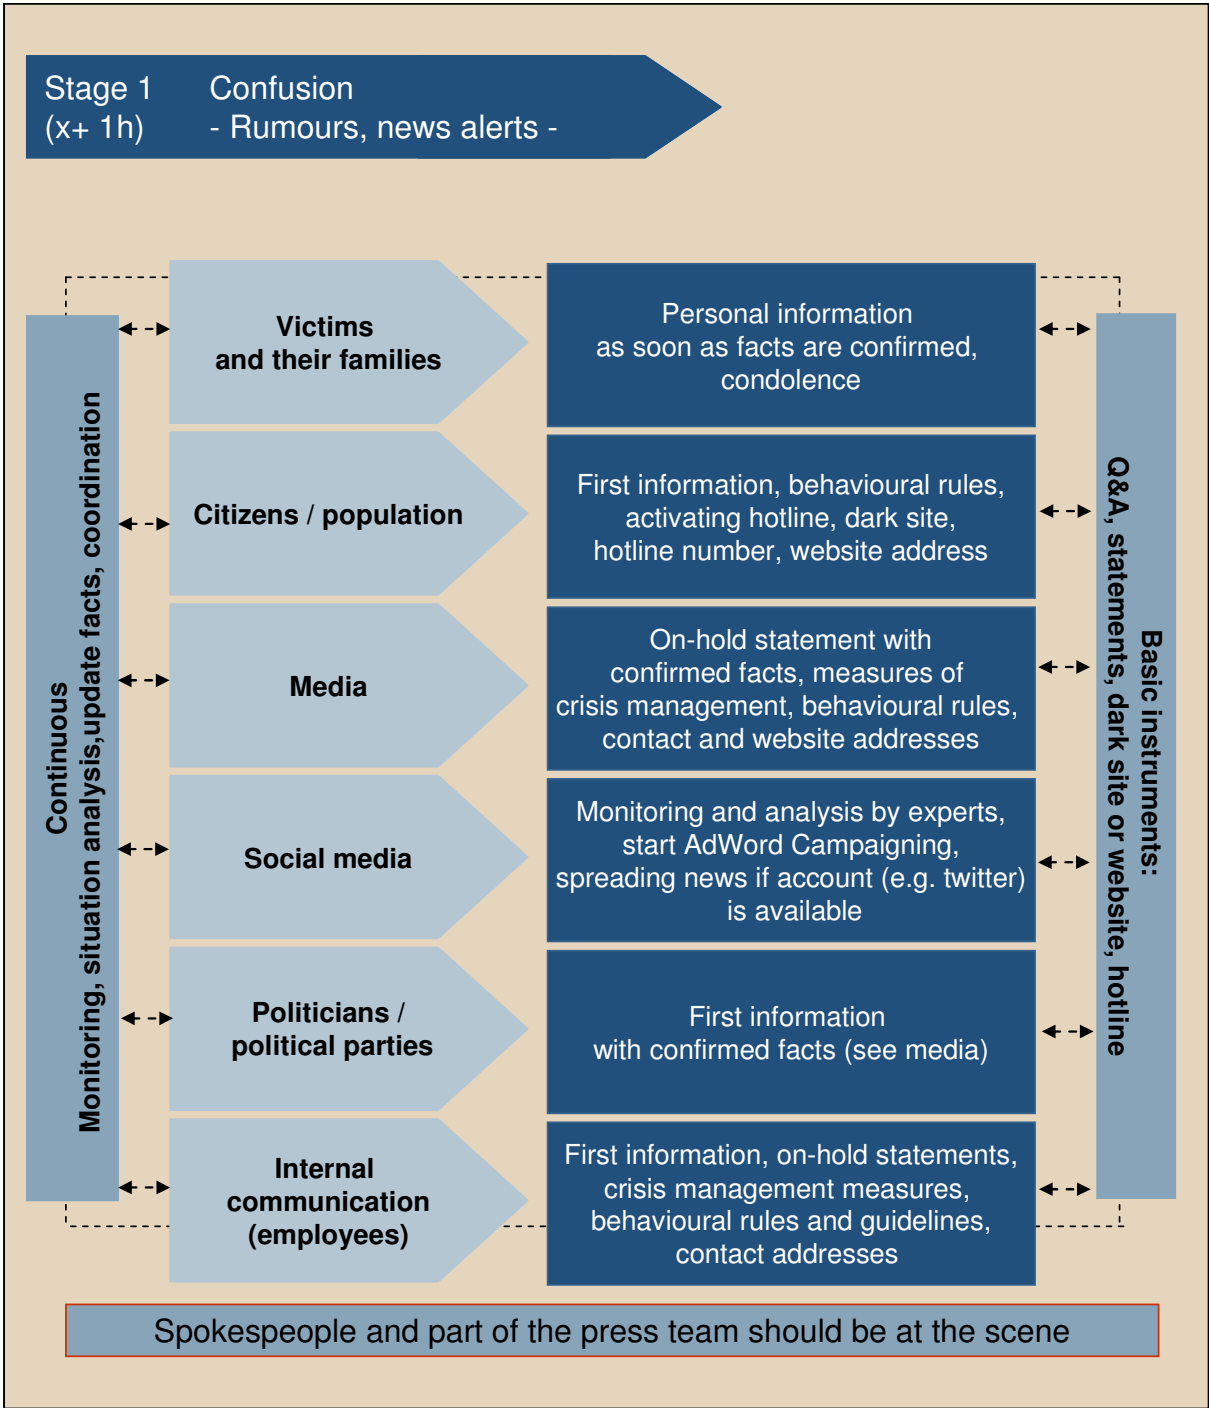 Stage 1 Confusion
(x+ 1h) - Rumours, news alerts -
Continuous
Monitoring, situation analysis,update facts, coordination
Victims
and their families
Personal information
as soon as facts are confirmed,
condolence
Citizens / population
First information, behavioural rules,
activating hotline, dark site,
hotline number, website address
Media
On-hold statement with
confirmed facts, measures of
crisis management, behavioural rules,
contact and website addresses
Social media
Monitoring and analysis by experts,
start AdWord Campaigning,
spreading news if account (e.g. twitter)
is available
Politicians /
political parties
First information
with confirmed facts (see media)
Internal
communication
(employees)
First information, on-hold statements,
crisis management measures,
behavioural rules and guidelines,
contact addresses
Basic instruments:
Q&A, statements, dark site or website, hotline
Spokespeople and part of the press team should be at the scene